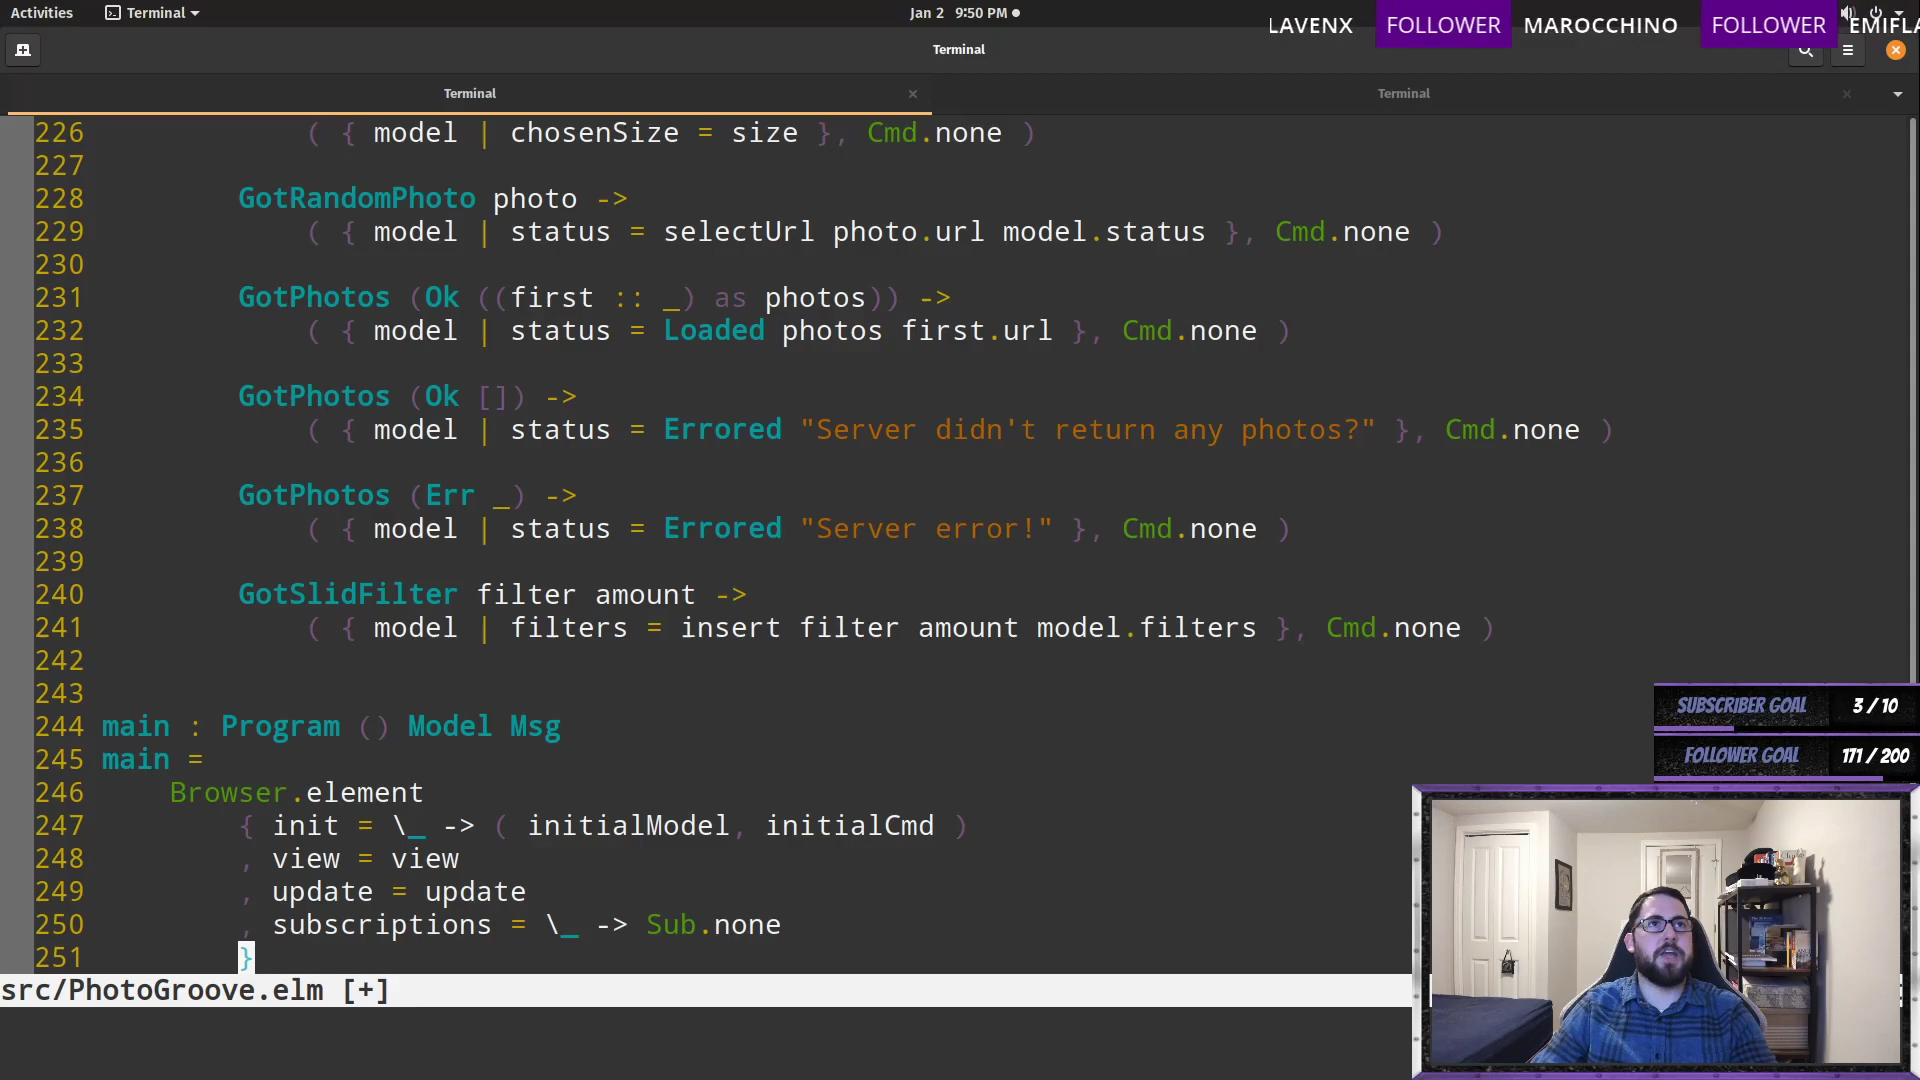 Activities Terminal Jan 2 9:50 PM
LAVENX FOLLOWER MAROCCHINO FOLLOWER EMIFLA
Terminal
Terminal Terminal
226 ( { model | chosenSize = size }, Cmd.none )
227
228 GotRandomPhoto photo ->
229 ( { model | status = selectUrl photo.url model.status }, Cmd.none )
230
231 GotPhotos (Ok ((first :: _) as photos)) ->
232 ( { model | status = Loaded photos first.url }, Cmd.none )
233
234 GotPhotos (Ok []) ->
235 ( { model | status = Errored "Server didn't return any photos?" }, Cmd.none )
236
237 GotPhotos (Err _) ->
238 ( { model | status = Errored "Server error!" }, Cmd.none )
239
240 GotSlidFilter filter amount ->
241 ( { model | filters = insert filter amount model.filters }, Cmd.none )
242
243
244 main : Program () Model Msg
245 main =
246 Browser.element
247 { init = \_ -> ( initialModel, initialCmd )
248 , view = view
249 , update = update
250 , subscriptions = \_ -> Sub.none
251 }
src/PhotoGroove.elm [+]
SUBSCRIBER GOAL 3 / 10
FOLLOWER GOAL 171 / 200